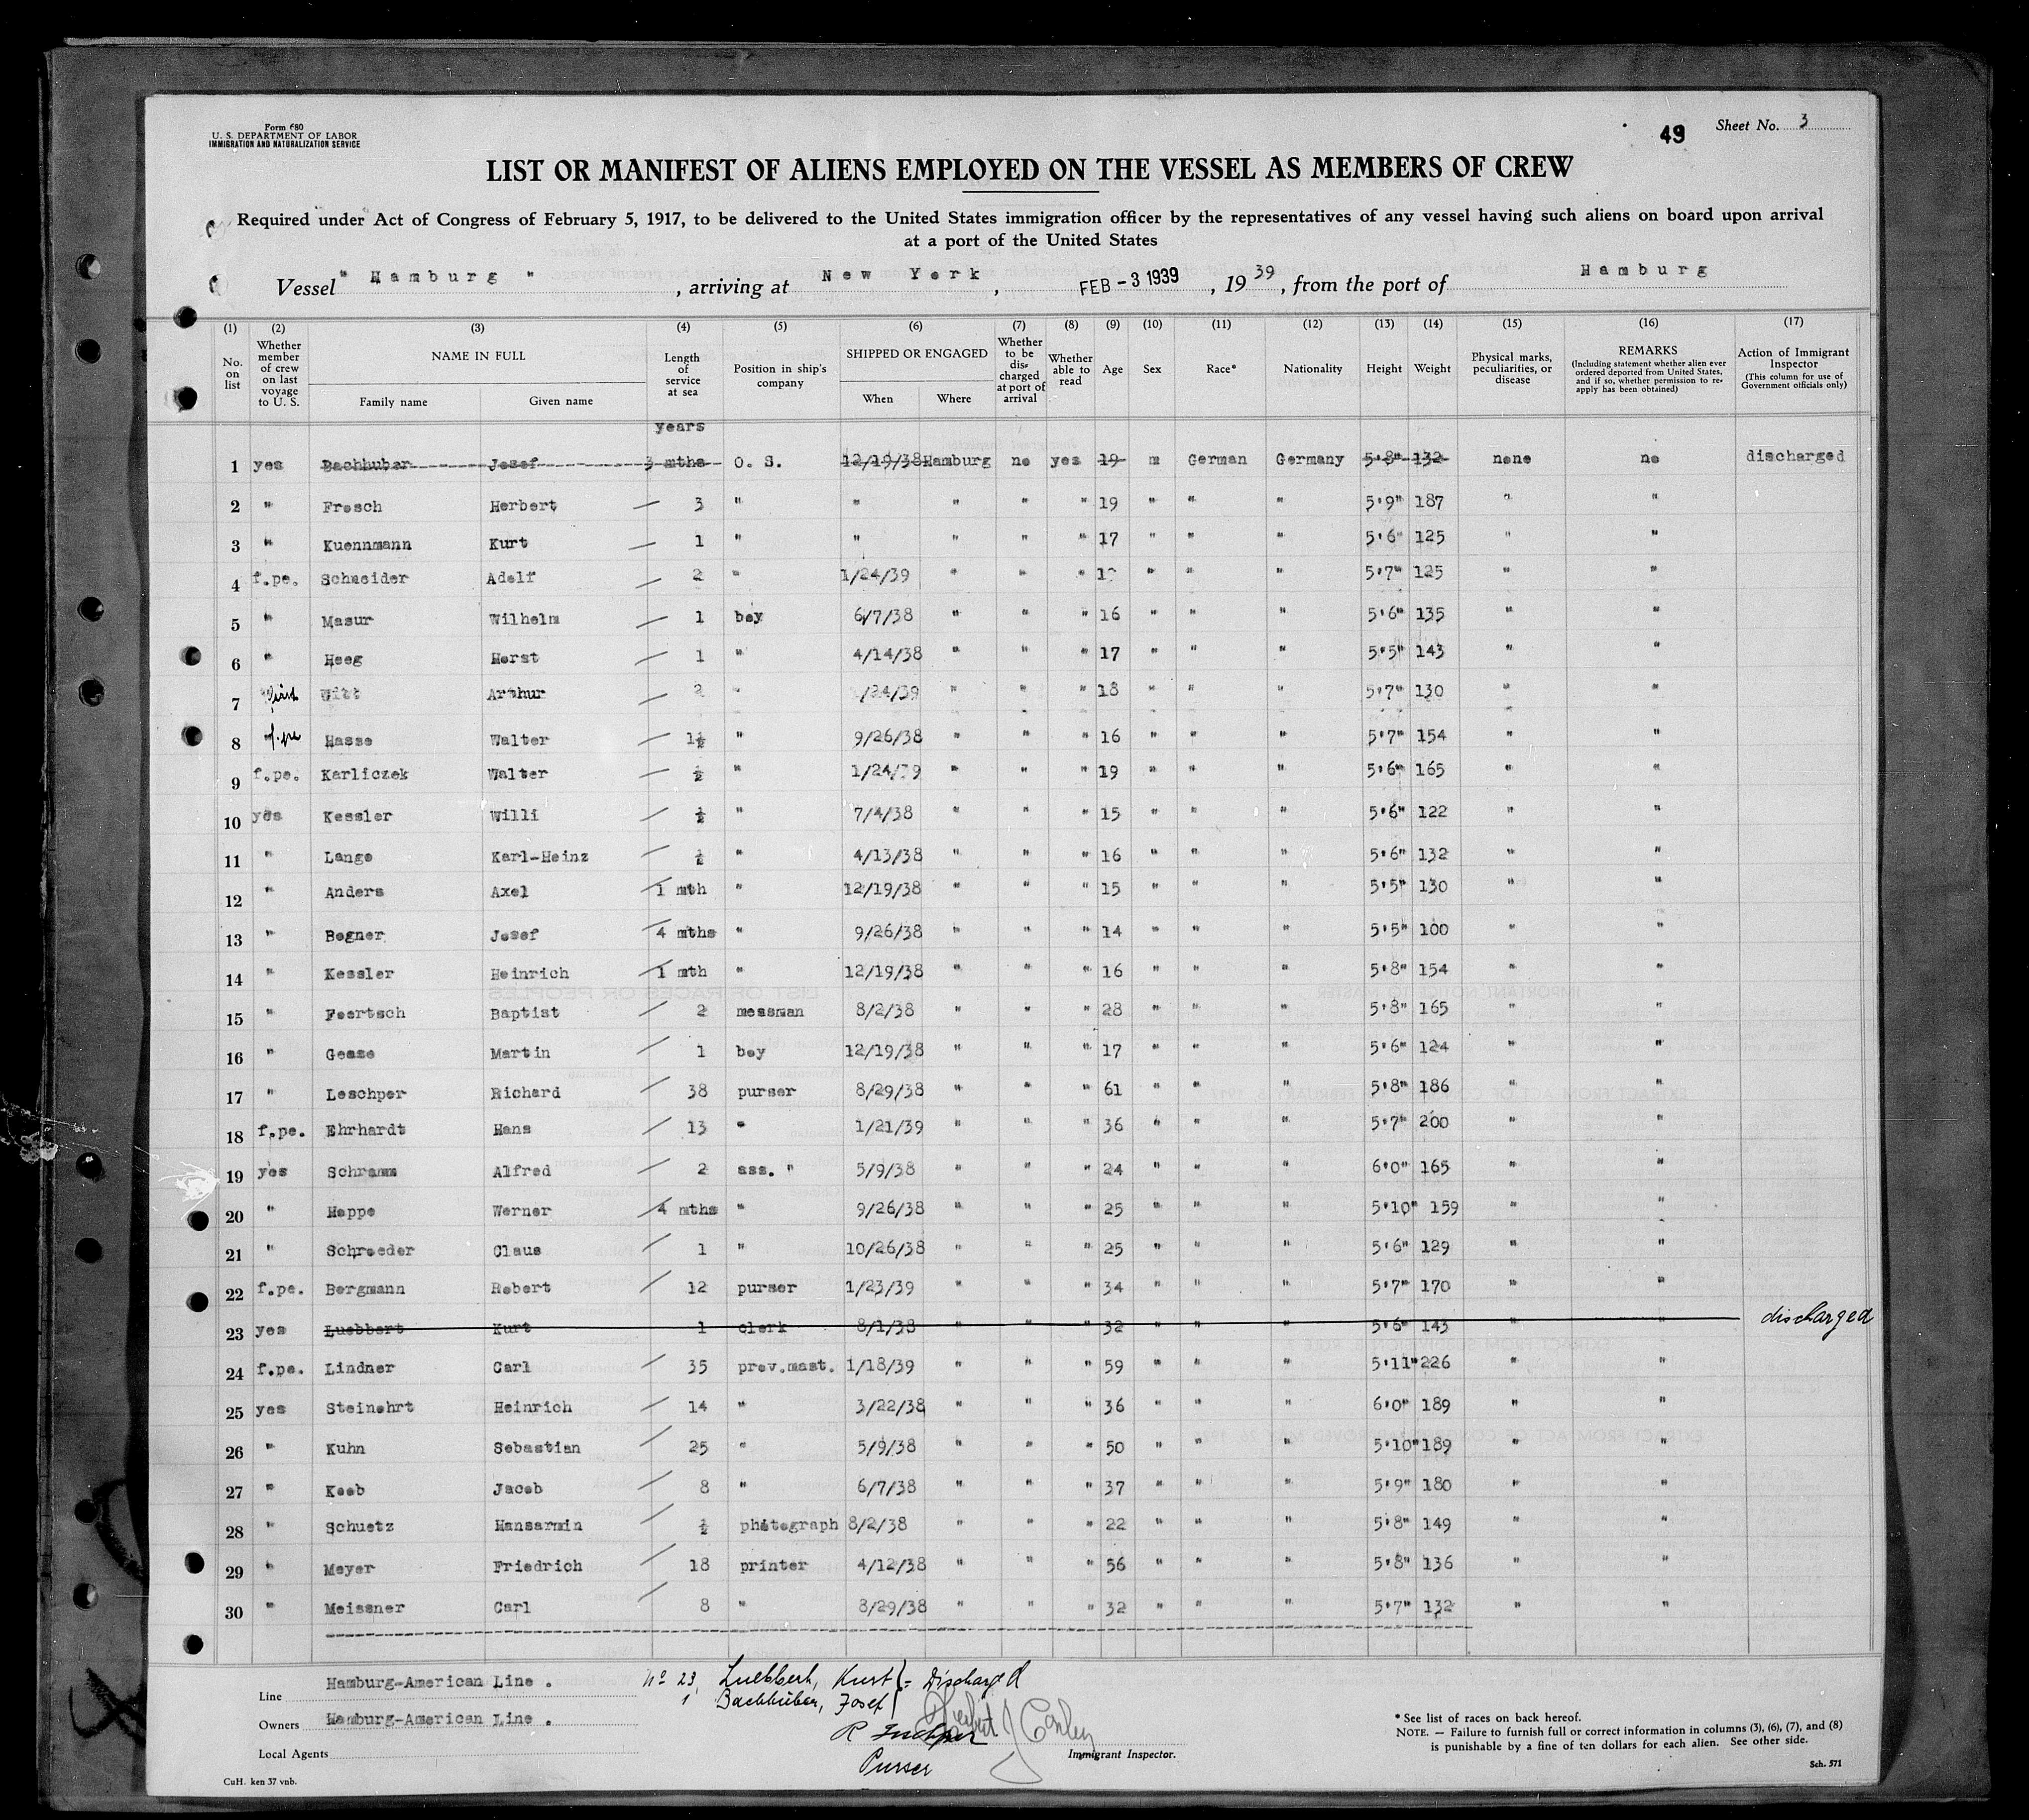 Form 680
U. S. DEPARTMENT OF LABOR
IMMIGRATION AND NATURALIZATION SERVICE
49 Sheet No. 3
LIST OR MANIFEST OF ALIENS EMPLOYED ON THE VESSEL AS MEMBERS OF CREW
Required under Act of Congress of February 5, 1917, to be delivered to the United States immigration officer by the representatives of any vessel having such aliens on board upon arrival
at a port of the United States
Vessel " Hamburg " , arriving at New York , FEB - 3 1939 , 19 39 , from the port of Hamburg
(1) (2) (3) (4) (5) (6) (7) (8) (9) (10) (11) (12) (13) (14) (15) (16) (17)
No. on list Whether member of crew on last voyage to U. S. NAME IN FULL Family name Given name Length of service at sea Position in ship's company SHIPPED OR ENGAGED When Where Whether to be discharged at port of arrival Whether able to read Age Sex Race* Nationality Height Weight Physical marks, peculiarities, or disease REMARKS (Including statement whether alien ever ordered deported from United States, and if so, whether permission to reapply has been obtained) Action of Immigrant Inspector (This column for use of Government officials only)
years
1 yes Bachhuber Josef 3 mths O. S. 12/19/38 Hamburg no yes 19 m German Germany 5'8" 132 none no discharged
2 " Frosch Herbert 3 " " " " " 19 " " " 5'9" 187 " "
3 " Kuennmann Kurt 1 " " " " " 17 " " " 5'6" 125 " "
4 f.pe. Schneider Adolf 2 " 1/24/39 " " " " " " 5'7" 125 " "
5 " Masur Wilhelm 1 boy 6/7/38 " " " 16 " " " 5'6" 135 " "
6 " Heeg Horst 1 " 4/14/38 " " " 17 " " " 5'5" 143 " "
7 Witt Arthur 2 " /24/39 " " " 18 " " " 5'7" 130 " "
8 f.pe Hasse Walter 1½ " 9/26/38 " " " 16 " " " 5'7" 154 " "
9 f.pe. Karliczek Walter ½ " 1/24/39 " " " 19 " " " 5'6" 165 " "
10 yes Kessler Willi ½ " 7/4/38 " " " 15 " " " 5'6" 122 " "
11 " Lange Karl-Heinz ½ " 4/13/38 " " " 16 " " " 5'6" 132 " "
12 " Anders Axel 1 mth " 12/19/38 " " " 15 " " " 5'5" 130 " "
13 " Bogner Josef 4 mths " 9/26/38 " " " 14 " " " 5'5" 100 " "
14 " Kessler Heinrich 1 mth " 12/19/38 " " " 16 " " " 5'8" 154 " "
15 " Foertsch Baptist 2 messman 8/2/38 " " " 28 " " " 5'8" 165 " "
16 " Gesse Martin 1 boy 12/19/38 " " " 17 " " " 5'6" 124 " "
17 " Loschper Richard 38 purser 8/29/38 " " " 61 " " " 5'8" 186 " "
18 f.pe. Ehrhardt Hans 13 " 1/21/39 " " " 36 " " " 5'7" 200 " "
19 yes Schramm Alfred 2 ass. " 5/9/38 " " " 24 " " " 6'0" 165 " "
20 " Hoppe Werner 4 mths " 9/26/38 " " " 25 " " " 5'10" 159 " "
21 " Schroeder Claus 1 " 10/26/38 " " " 25 " " " 5'6" 129 " "
22 f.pe. Bergmann Robert 12 purser 1/23/39 " " " 34 " " " 5'7" 170 " "
23 yes Luebbert Kurt 1 clerk 8/1/38 " " " 32 " " " 5'6" 143 " " discharged
24 f.pe. Lindner Carl 35 prov.mast. 1/18/39 " " " 59 " " " 5'11" 226 " "
25 yes Steinehrt Heinrich 14 " 3/22/38 " " " 36 " " " 6'0" 189 " "
26 " Kuhn Sebastian 25 " 5/9/38 " " " 50 " " " 5'10" 189 " "
27 " Koob Jacob 8 " 6/7/38 " " " 37 " " " 5'9" 180 " "
28 " Schuetz Hansarmin ½ photograph 8/2/38 " " " 22 " " " 5'8" 149 " "
29 " Meyer Friedrich 18 printer 4/12/38 " " " 56 " " " 5'8" 136 " "
30 " Meissner Carl 8 " 8/29/38 " " " 32 " " " 5'7" 132 " "
Line Hamburg-American Line . No 23, Luebbert, Kurt } = Discharged
1 Bachhuber, Josef
Owners Hamburg-American Line .
Local Agents
Purser
Immigrant Inspector.
* See list of races on back hereof.
NOTE. — Failure to furnish full or correct information in columns (3), (6), (7), and (8)
is punishable by a fine of ten dollars for each alien. See other side.
Sch. 571
CuH. ken 37 vnb.